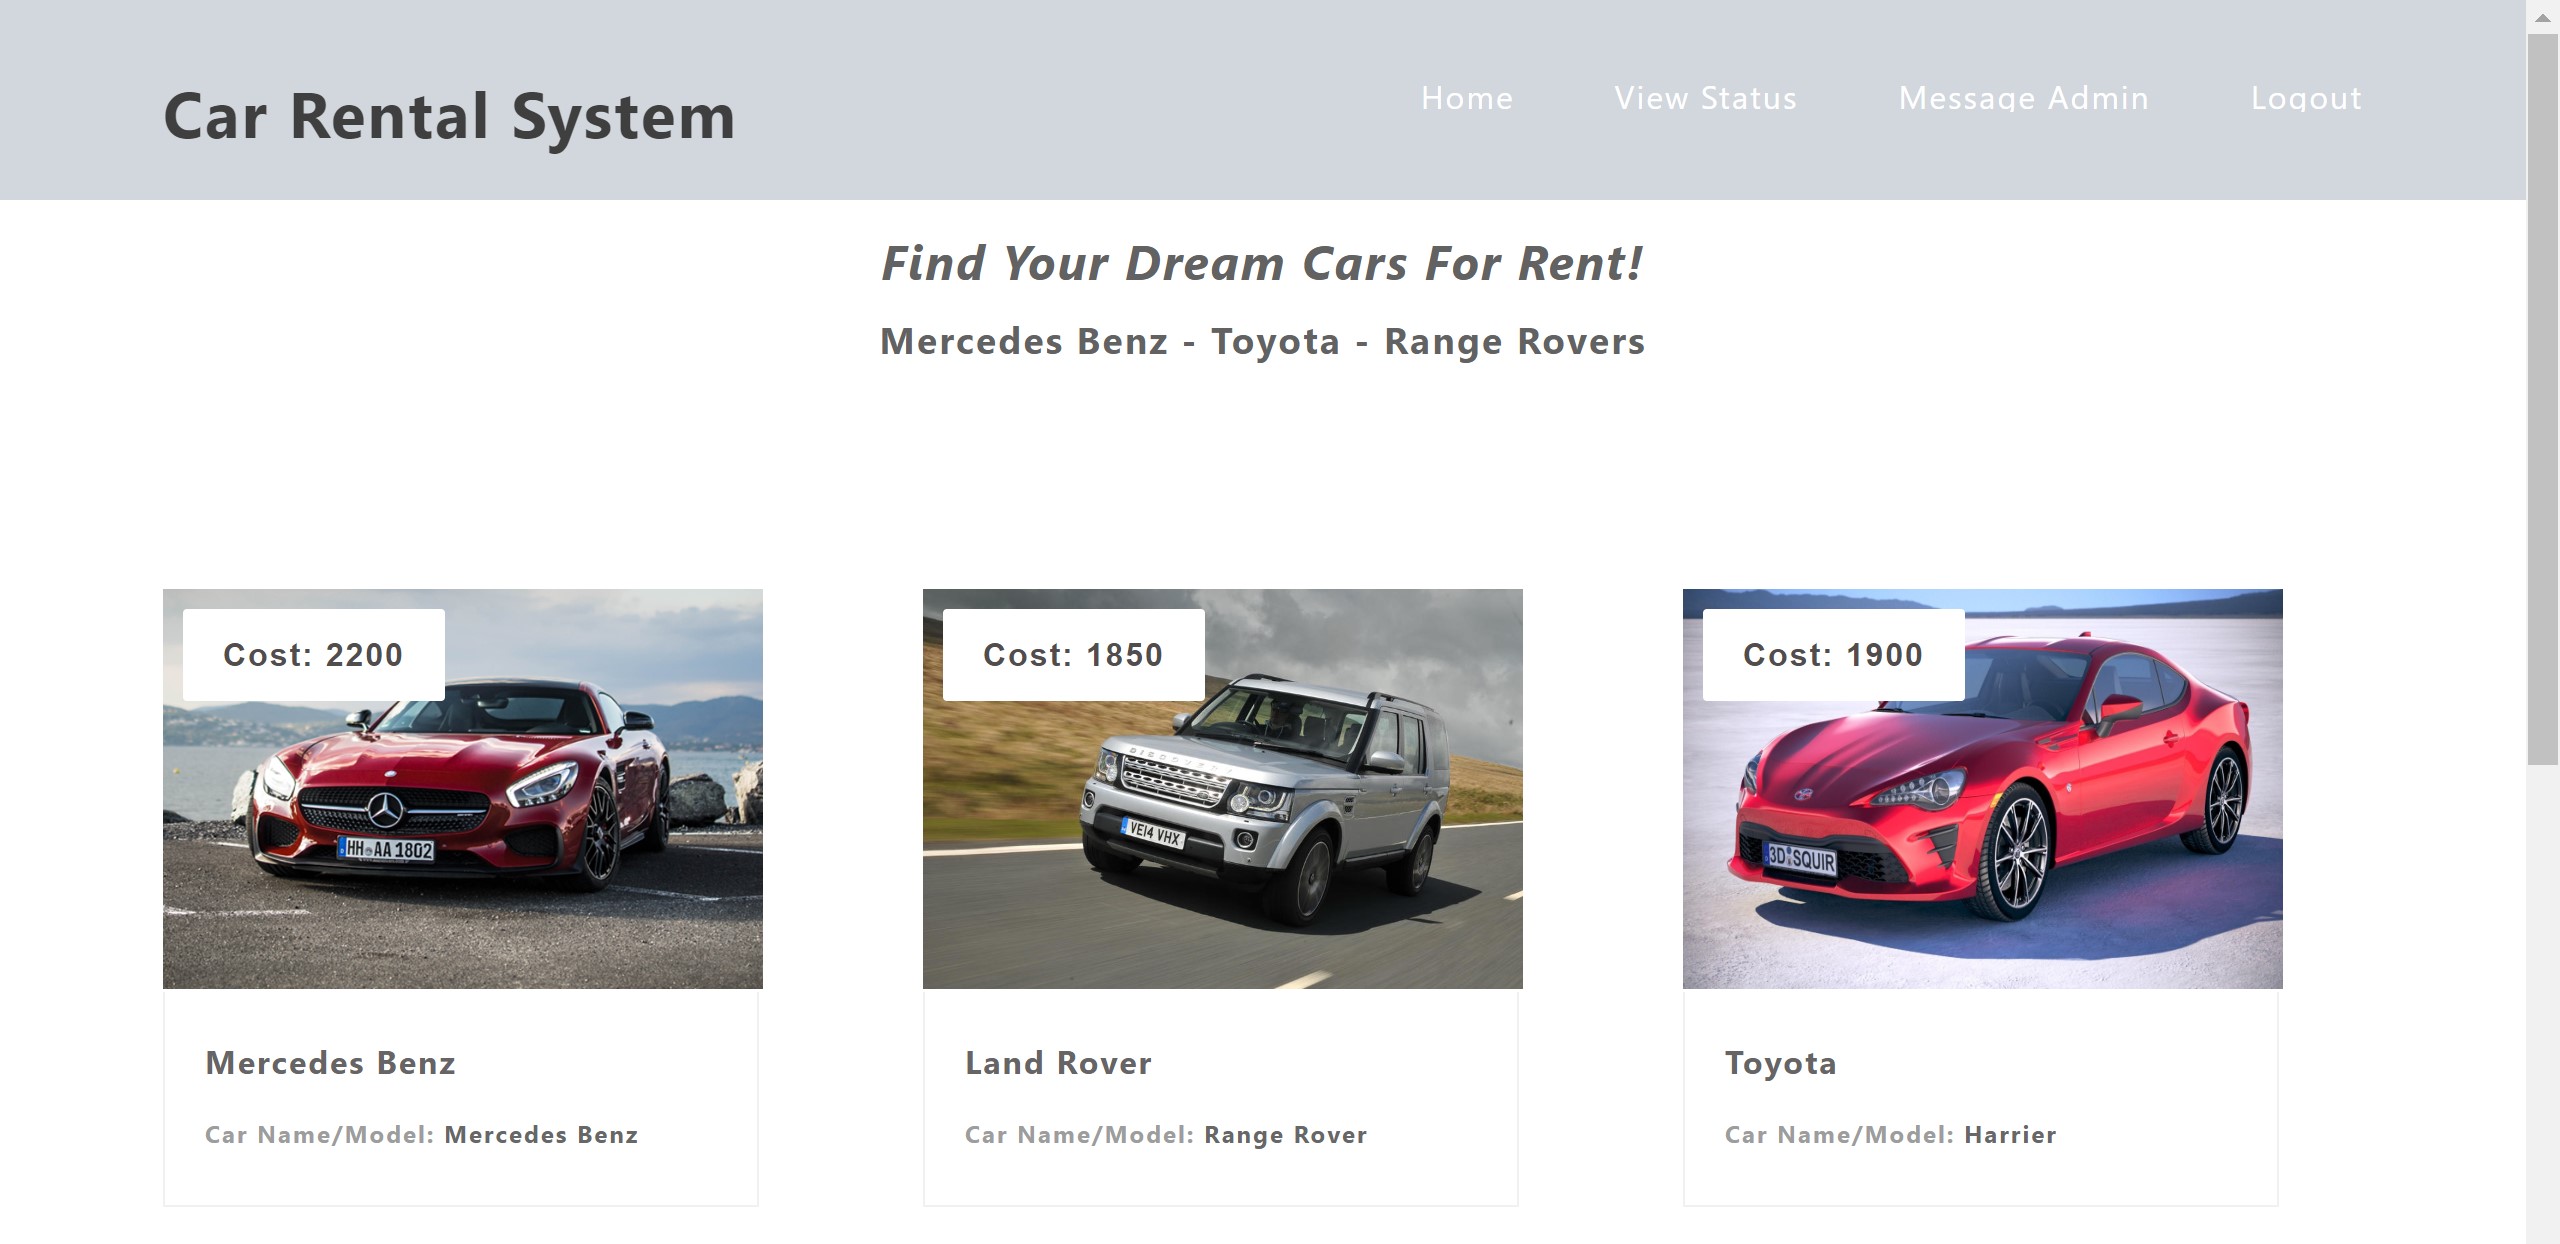 Car Rental System
Home View Status Message Admin Logout
Find Your Dream Cars For Rent!
Mercedes Benz - Toyota - Range Rovers
Cost: 2200
HH AA 1802
Mercedes Benz
Car Name/Model: Mercedes Benz
Cost: 1850
DISCOVERY
VE14 VHX
Land Rover
Car Name/Model: Range Rover
Cost: 1900
3D SQUIR
Toyota
Car Name/Model: Harrier